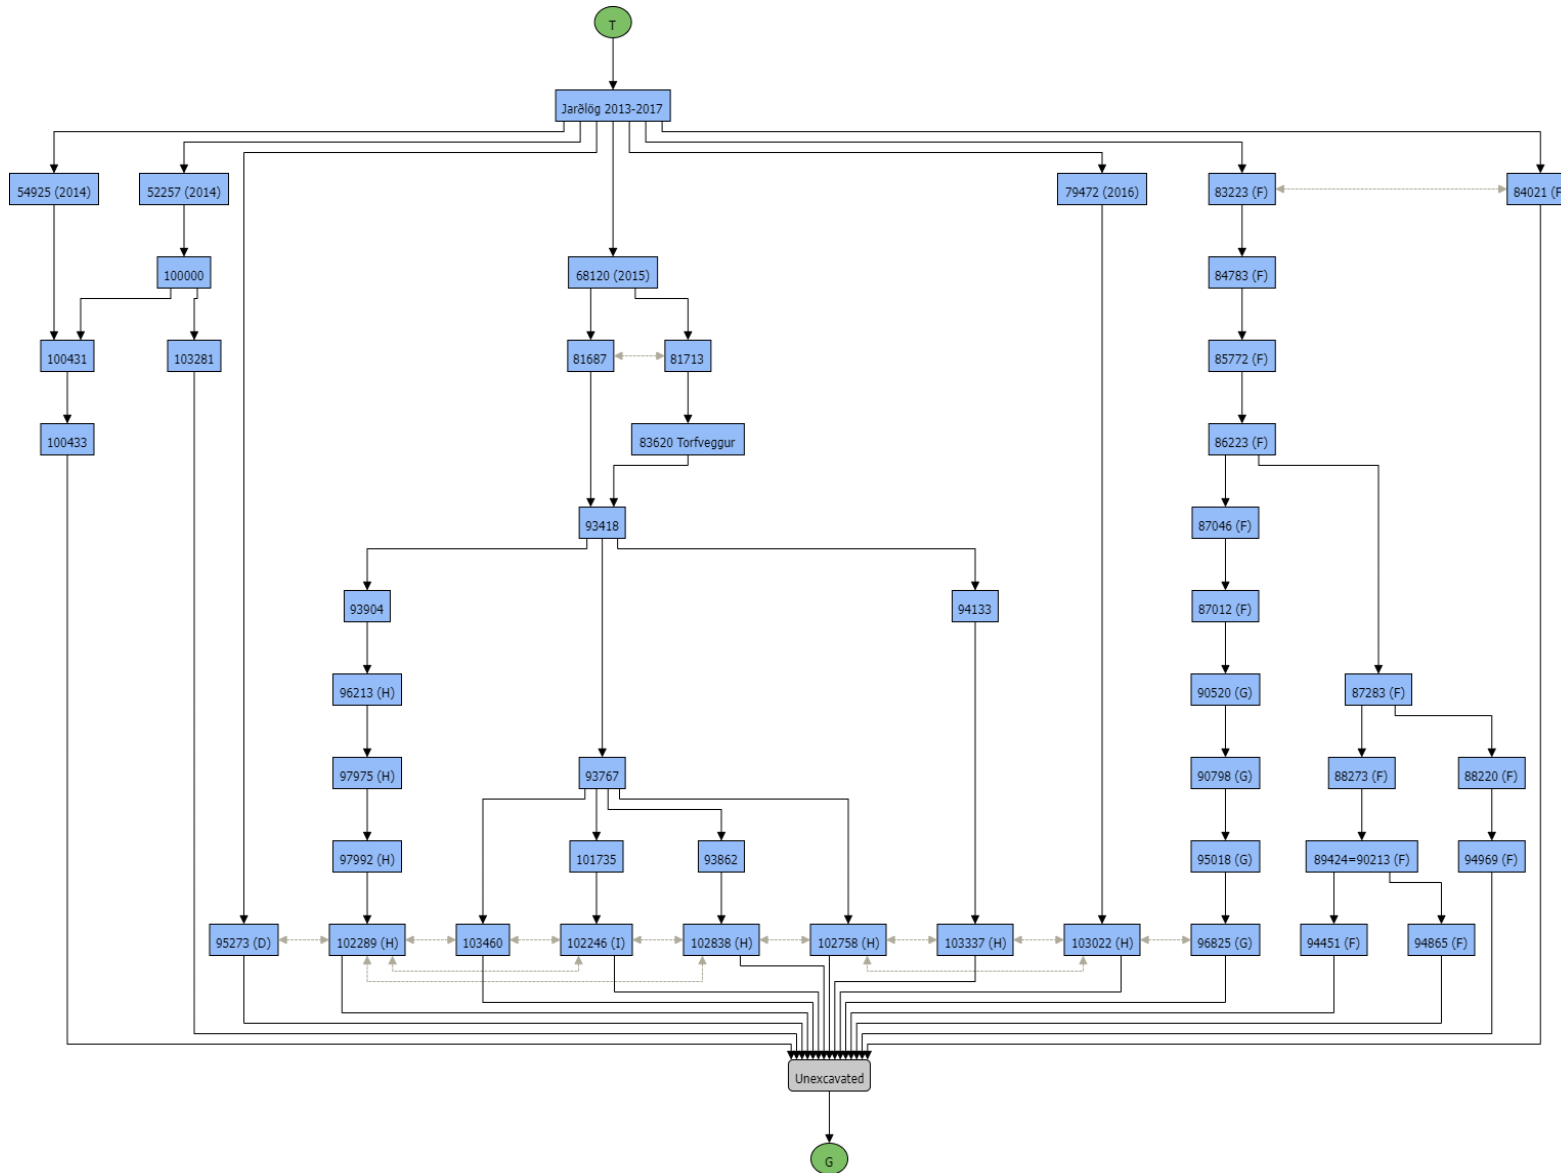 T
Jarðlög 2013-2017
54925 (2014)
52257 (2014)
79472 (2016)
83223 (F)
84021 (F
100000
68120 (2015)
84783 (F)
100431
103281
81687
81713
85772 (F)
100433
83620 Torfveggur
86223 (F)
93418
87046 (F)
93904
94133
87012 (F)
96213 (H)
90520 (G)
87283 (F)
97975 (H)
93767
90798 (G)
88273 (F)
88220 (F)
97992 (H)
101735
93862
95018 (G)
89424=90213 (F)
94969 (F)
95273 (D)
102289 (H)
103460
102246 (I)
102838 (H)
102758 (H)
103337 (H)
103022 (H)
96825 (G)
94451 (F)
94865 (F)
Unexcavated
G